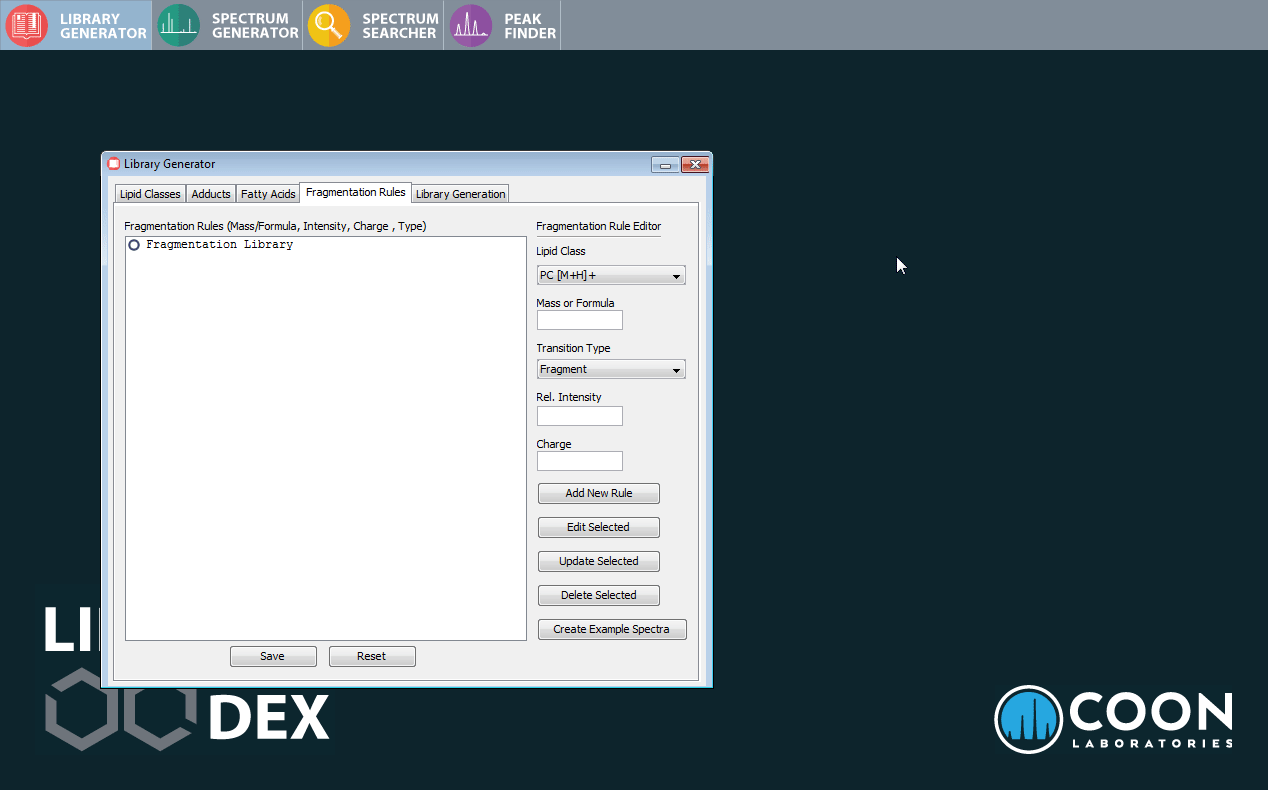 LIBRARY
GENERATOR
SPECTRUM
GENERATOR
SPECTRUM
SEARCHER
PEAK
FINDER
Library Generator
Lipid Classes
Adducts
Fatty Acids
Fragmentation Rules
Library Generation
Fragmentation Rules (Mass/Formula, Intensity, Charge , Type)
Fragmentation Library
Fragmentation Rule Editor
Lipid Class
PC [M+H]+
Mass or Formula
Transition Type
Fragment
Rel. Intensity
Charge
Add New Rule
Edit Selected
Update Selected
Delete Selected
Create Example Spectra
Save
Reset
LI
DEX
COON
LABORATORIES